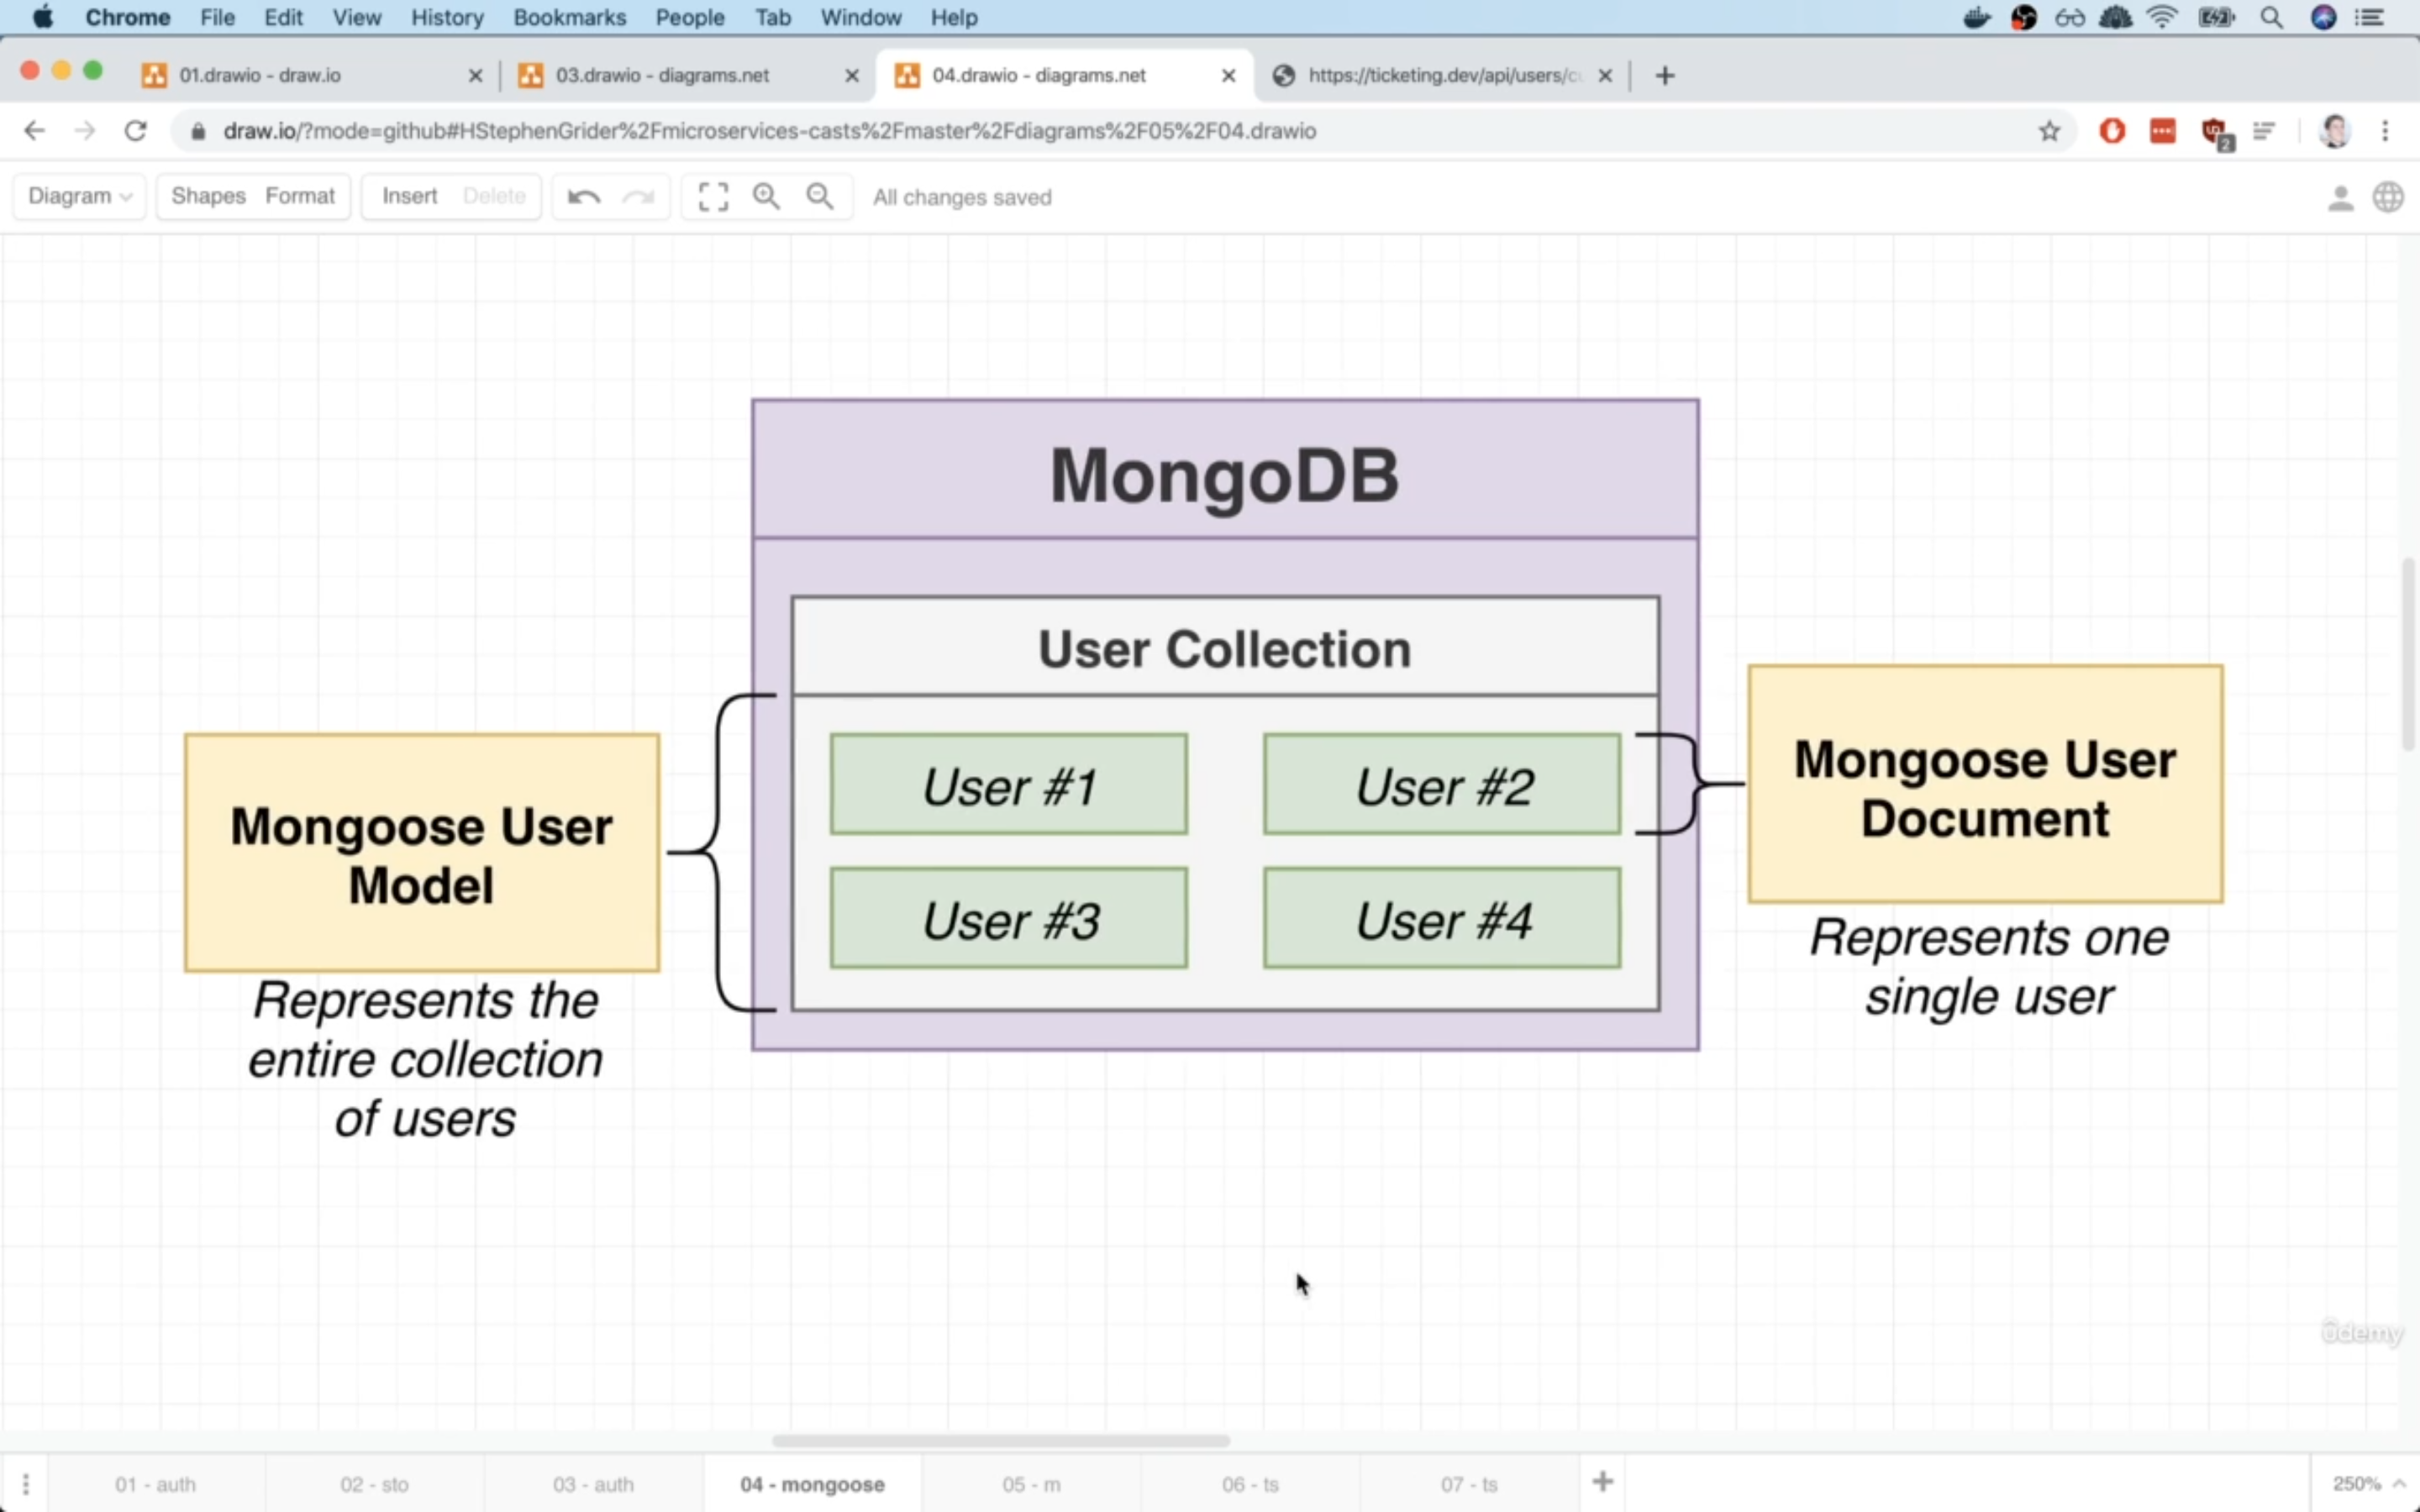 Chrome File Edit View History Bookmarks People Tab Window Help
01.drawio - draw.io
03.drawio - diagrams.net
04.drawio - diagrams.net
https://ticketing.dev/api/users/cu
draw.io/?mode=github#HStephenGrider%2Fmicroservices-casts%2Fmaster%2Fdiagrams%2F05%2F04.drawio
2
Diagram Shapes Format Insert Delete All changes saved
MongoDB
User Collection
User #1
User #2
User #3
User #4
Mongoose User
Model
Represents the
entire collection
of users
Mongoose User
Document
Represents one
single user
ûdemy
01 - auth 02 - sto 03 - auth 04 - mongoose 05 - m 06 - ts 07 - ts 250%